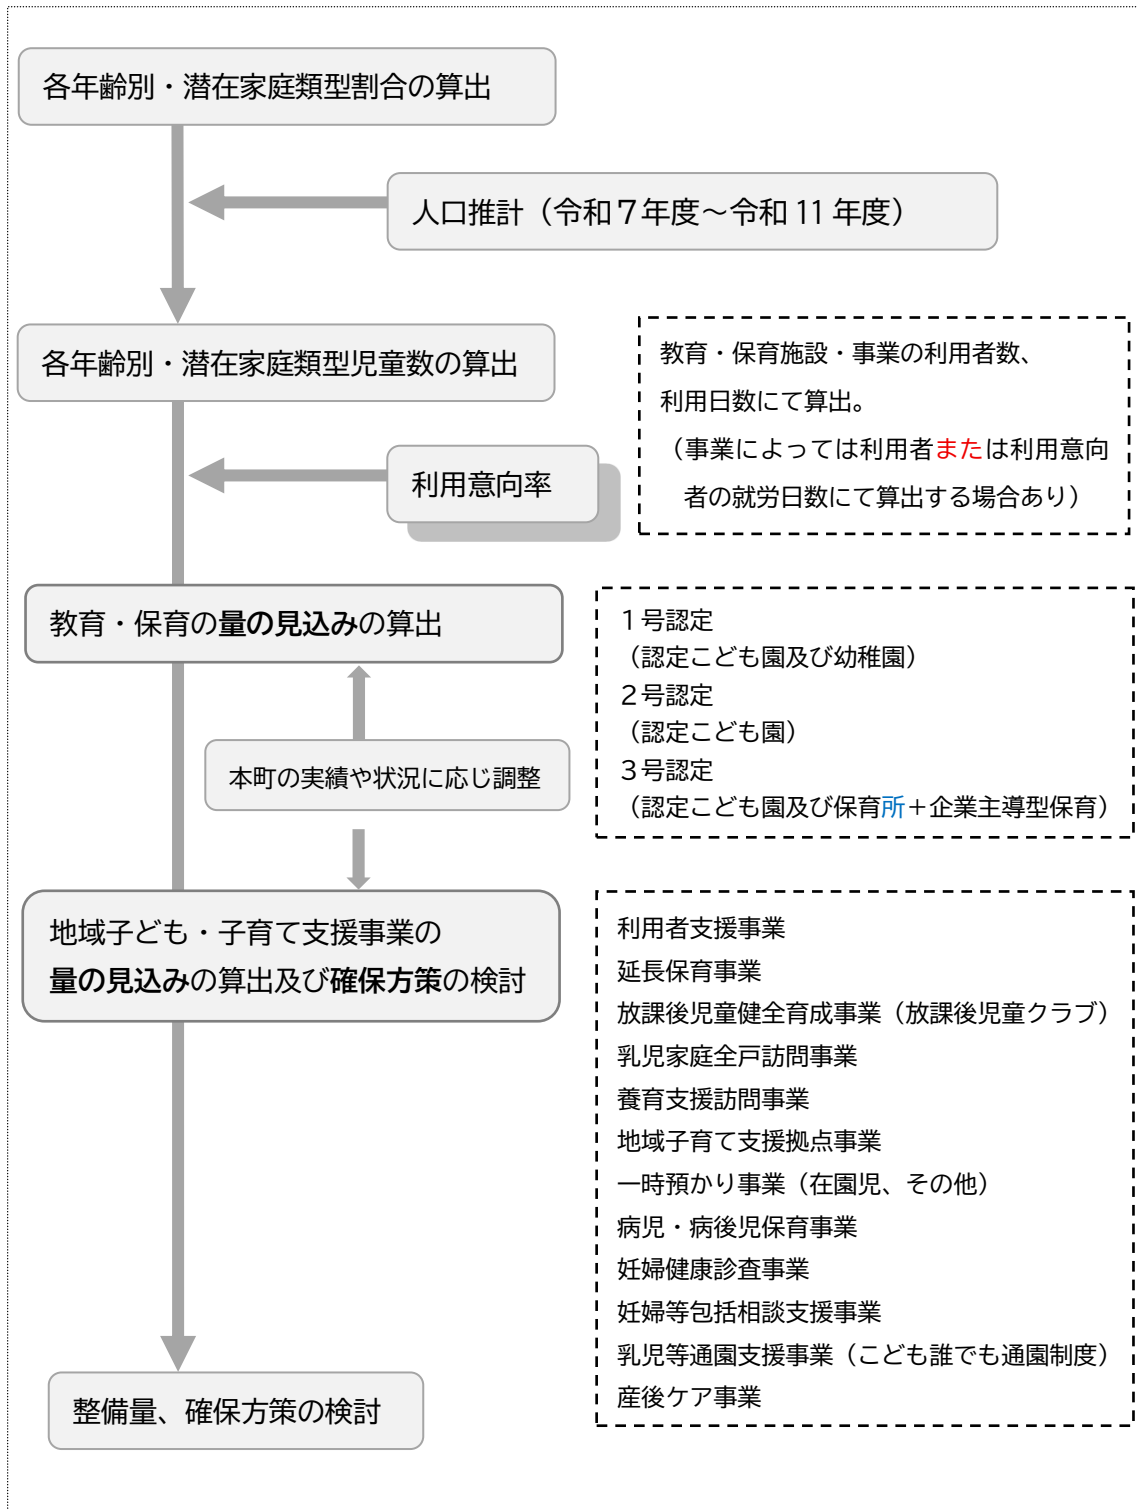 各年齢別・潜在家庭類型割合の算出
人口推計（令和７年度～令和 11 年度）
各年齢別・潜在家庭類型児童数の算出
教育・保育施設・事業の利用者数、
利用日数にて算出。
（事業によっては利用者または利用意向
者の就労日数にて算出する場合あり）
利用意向率
教育・保育の量の見込みの算出
１号認定
（認定こども園及び幼稚園）
２号認定
（認定こども園）
３号認定
（認定こども園及び保育所＋企業主導型保育）
本町の実績や状況に応じ調整
地域子ども・子育て支援事業の
量の見込みの算出及び確保方策の検討
利用者支援事業
延長保育事業
放課後児童健全育成事業（放課後児童クラブ）
乳児家庭全戸訪問事業
養育支援訪問事業
地域子育て支援拠点事業
一時預かり事業（在園児、その他）
病児・病後児保育事業
妊婦健康診査事業
妊婦等包括相談支援事業
乳児等通園支援事業（こども誰でも通園制度）
産後ケア事業
整備量、確保方策の検討